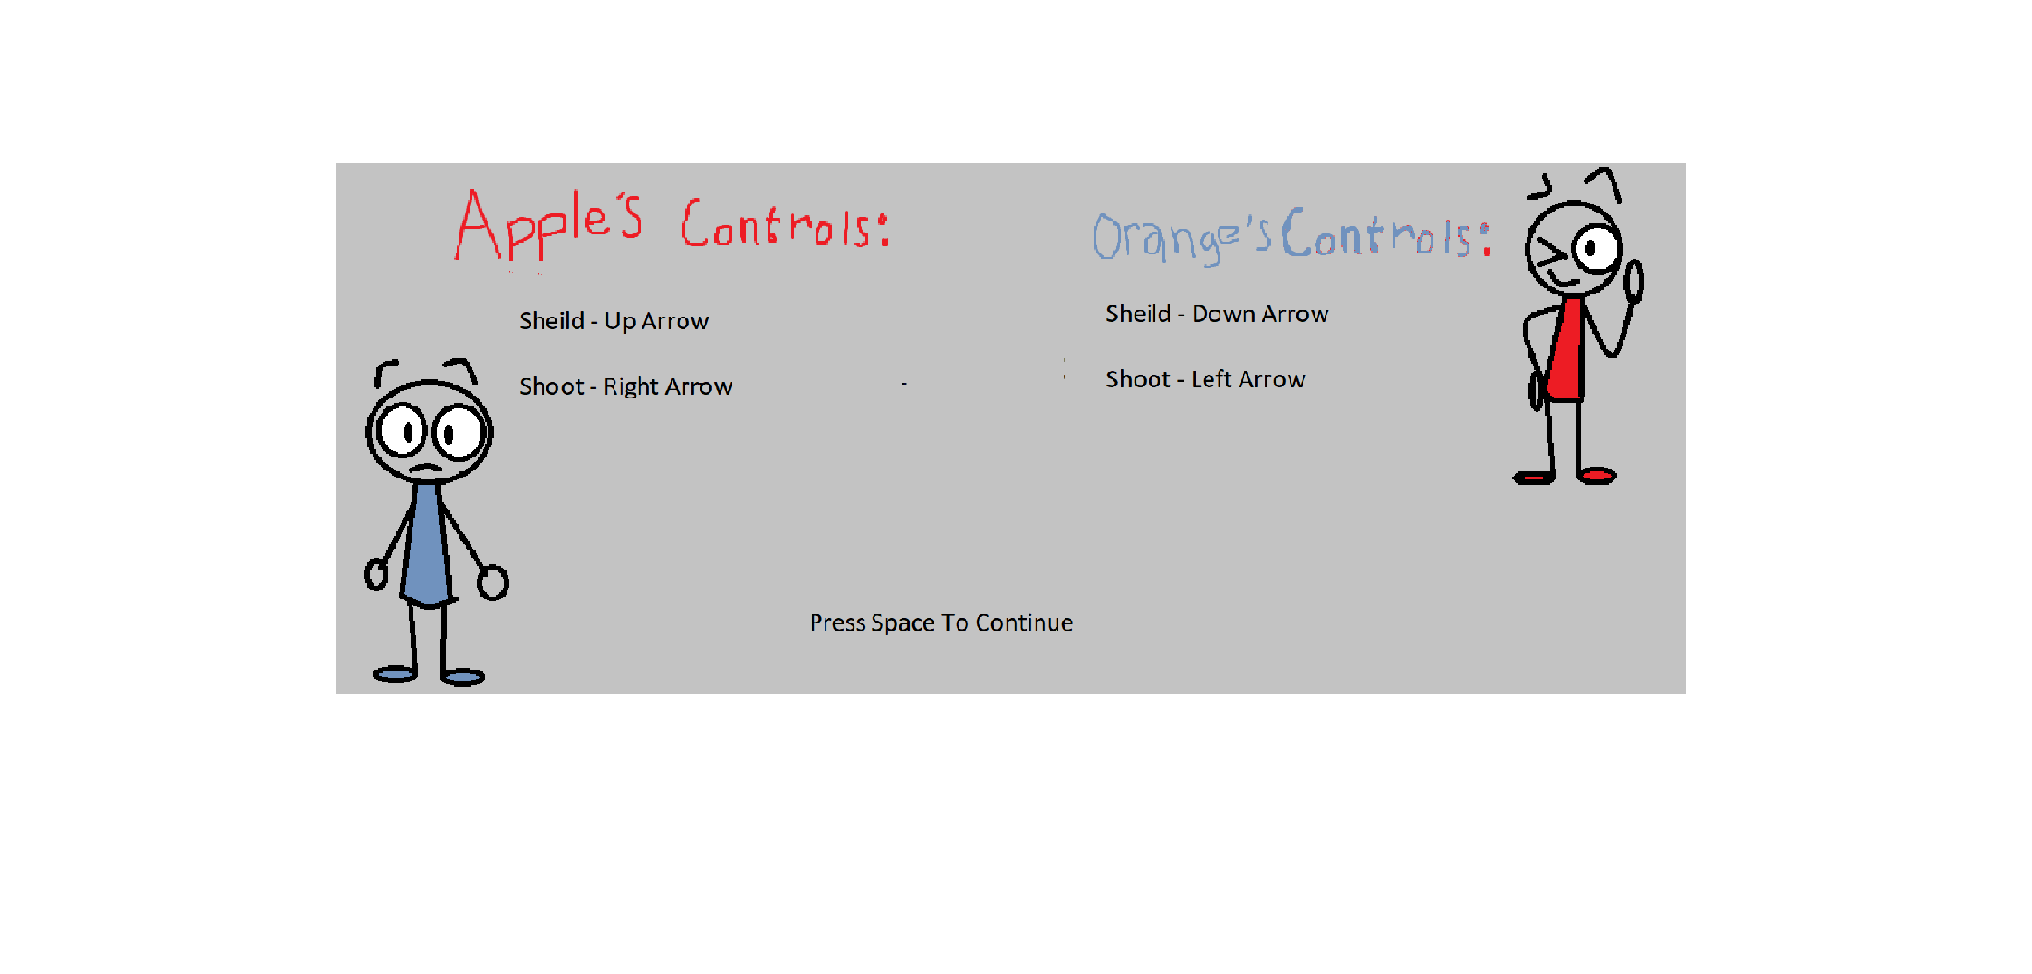 Apple's Controls:
Sheild - Up Arrow
Shoot - Right Arrow
Orange's Controls:
Sheild - Down Arrow
Shoot - Left Arrow
Press Space To Continue